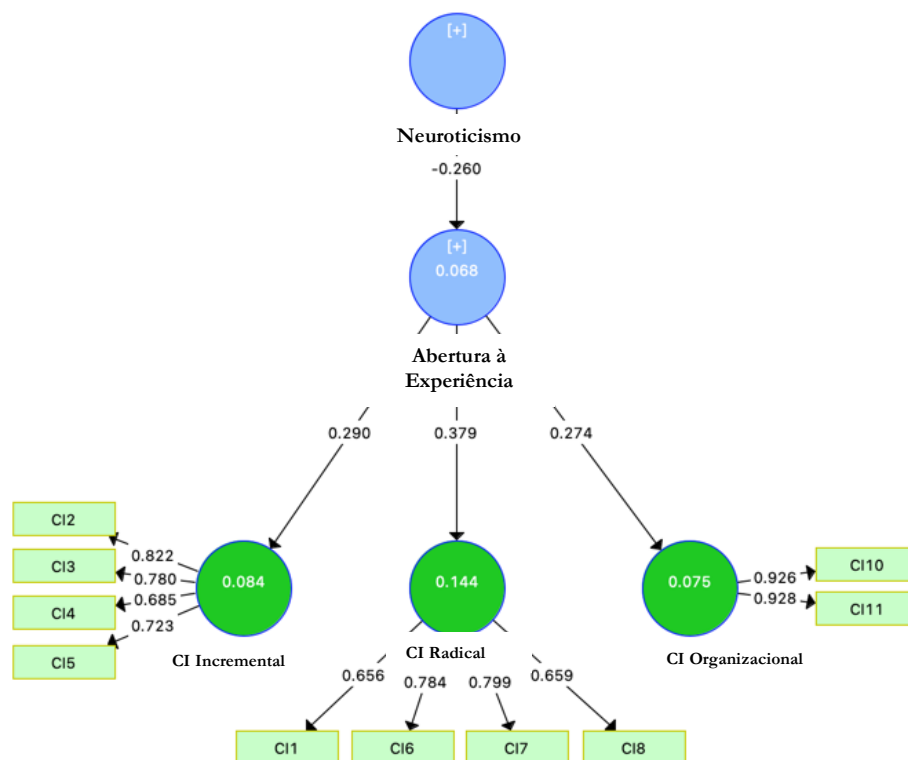 [+]
Neuroticismo
-0.260
[+]
0.068
Abertura à
Experiência
0.290
0.379
0.274
CI2
CI3
CI4
CI5
0.822
0.780
0.685
0.723
0.084
0.144
0.075
0.926
0.928
CI10
CI11
CI Incremental
CI Radical
CI Organizacional
0.656
0.784
0.799
0.659
CI1
CI6
CI7
CI8